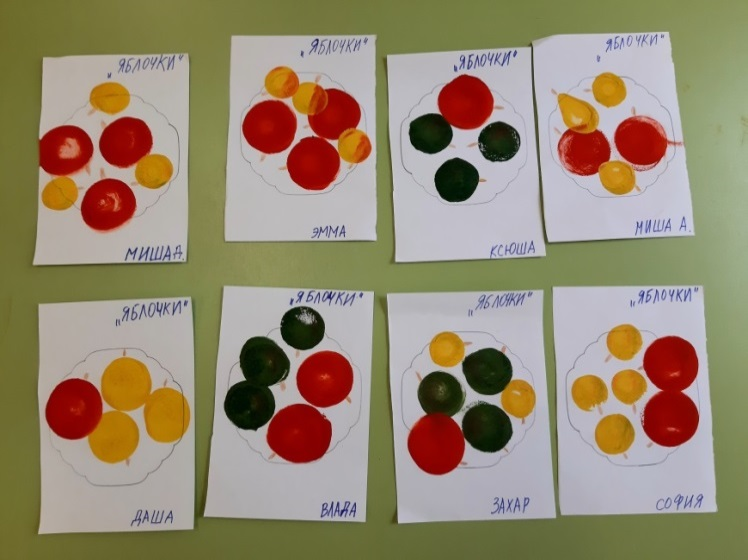 „Яблочки"
Миша Д.
„Яблочки"
Эмма
„Яблочки"
Ксюша
„Яблочки"
Миша А.
„Яблочки"
Даша
„Яблочки"
Влада
„Яблочки"
Захар
„Яблочки"
София